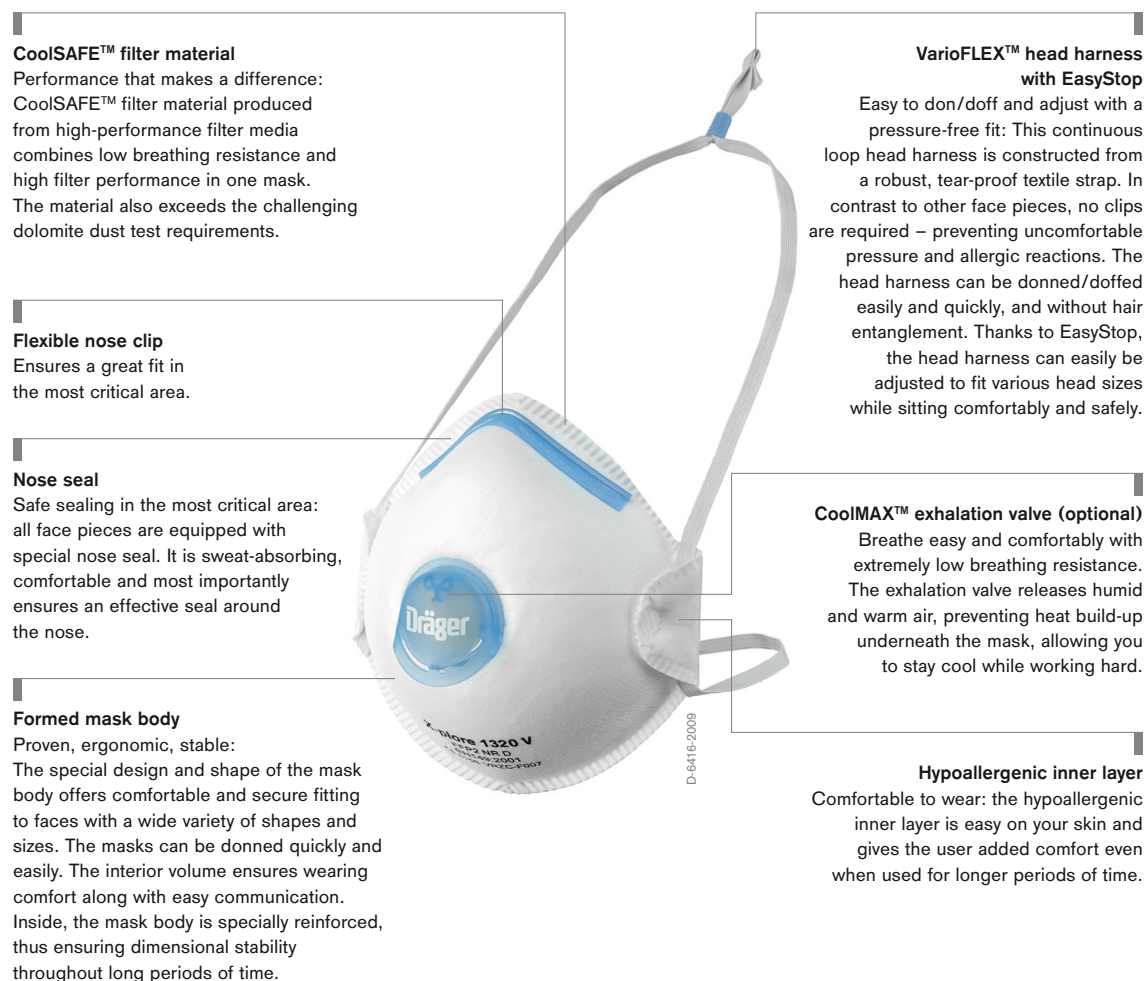 CoolSAFE™ filter material
Performance that makes a difference:
CoolSAFE™ filter material produced
from high-performance filter media
combines low breathing resistance and
high filter performance in one mask.
The material also exceeds the challenging
dolomite dust test requirements.
Flexible nose clip
Ensures a great fit in
the most critical area.
Nose seal
Safe sealing in the most critical area:
all face pieces are equipped with
special nose seal. It is sweat-absorbing,
comfortable and most importantly
ensures an effective seal around
the nose.
Formed mask body
Proven, ergonomic, stable:
The special design and shape of the mask
body offers comfortable and secure fitting
to faces with a wide variety of shapes and
sizes. The masks can be donned quickly and
easily. The interior volume ensures wearing
comfort along with easy communication.
Inside, the mask body is specially reinforced,
thus ensuring dimensional stability
throughout long periods of time.
VarioFLEX™ head harness
with EasyStop
Easy to don/doff and adjust with a
pressure-free fit: This continuous
loop head harness is constructed from
a robust, tear-proof textile strap. In
contrast to other face pieces, no clips
are required – preventing uncomfortable
pressure and allergic reactions. The
head harness can be donned/doffed
easily and quickly, and without hair
entanglement. Thanks to EasyStop,
the head harness can easily be
adjusted to fit various head sizes
while sitting comfortably and safely.
CoolMAX™ exhalation valve (optional)
Breathe easy and comfortably with
extremely low breathing resistance.
The exhalation valve releases humid
and warm air, preventing heat build-up
underneath the mask, allowing you
to stay cool while working hard.
Hypoallergenic inner layer
Comfortable to wear: the hypoallergenic
inner layer is easy on your skin and
gives the user added comfort even
when used for longer periods of time.
Dräger
X-plore 1320 V
FFP2 NR D
D-6416-2009